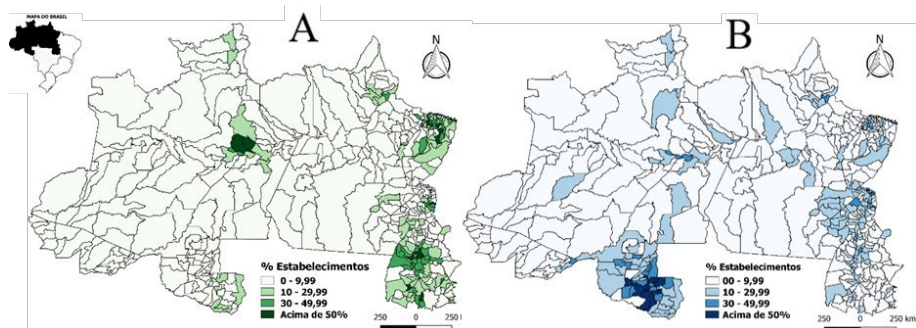 MAPA DO BRASIL
A
N
% Estabelecimentos
0 - 9,99
10 - 29,99
30 - 49,99
Acima de 50%
250 0 250
B
N
% Estabelecimentos
00 - 9,99
10 - 29,99
30 - 49,99
Acima de 50%
250 0 250 km